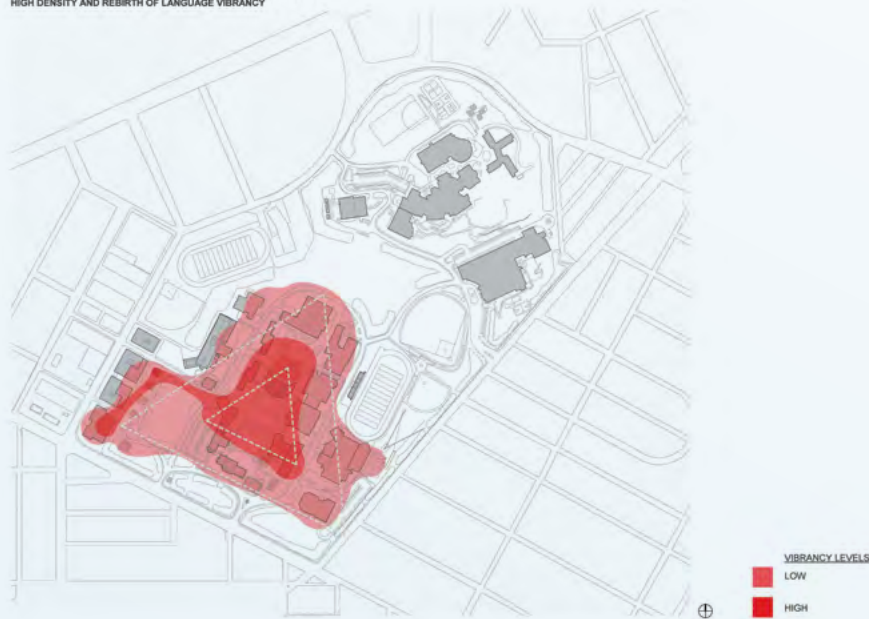 HIGH DENSITY AND REBIRTH OF LANGUAGE VIBRANCY
VIBRANCY LEVELS
LOW
HIGH